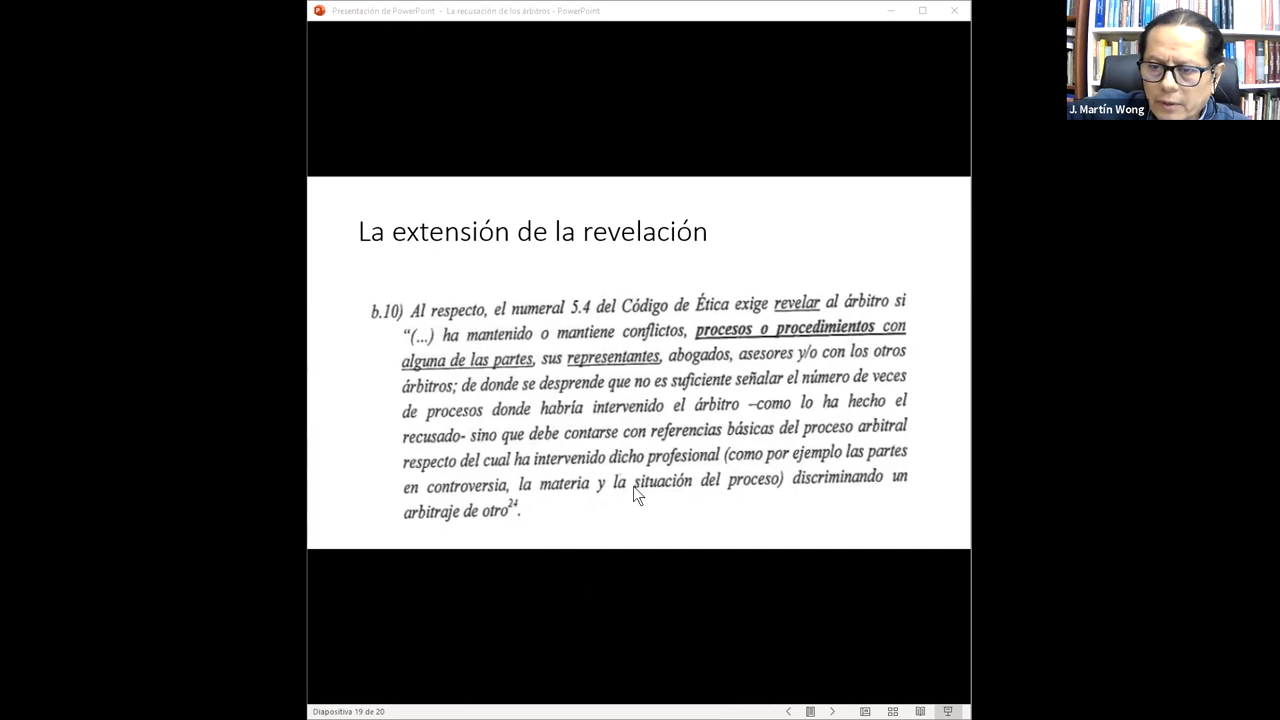 Presentación de PowerPoint - La recusación de los árbitros - PowerPoint
J. Martín Wong
La extensión de la revelación
b.10) Al respecto, el numeral 5.4 del Código de Ética exige revelar al árbitro si
“(...) ha mantenido o mantiene conflictos, procesos o procedimientos con
alguna de las partes, sus representantes, abogados, asesores y/o con los otros
árbitros; de donde se desprende que no es suficiente señalar el número de veces
de procesos donde habría intervenido el árbitro –como lo ha hecho el
recusado- sino que debe contarse con referencias básicas del proceso arbitral
respecto del cual ha intervenido dicho profesional (como por ejemplo las partes
en controversia, la materia y la situación del proceso) discriminando un
arbitraje de otro24.
Diapositiva 19 de 20